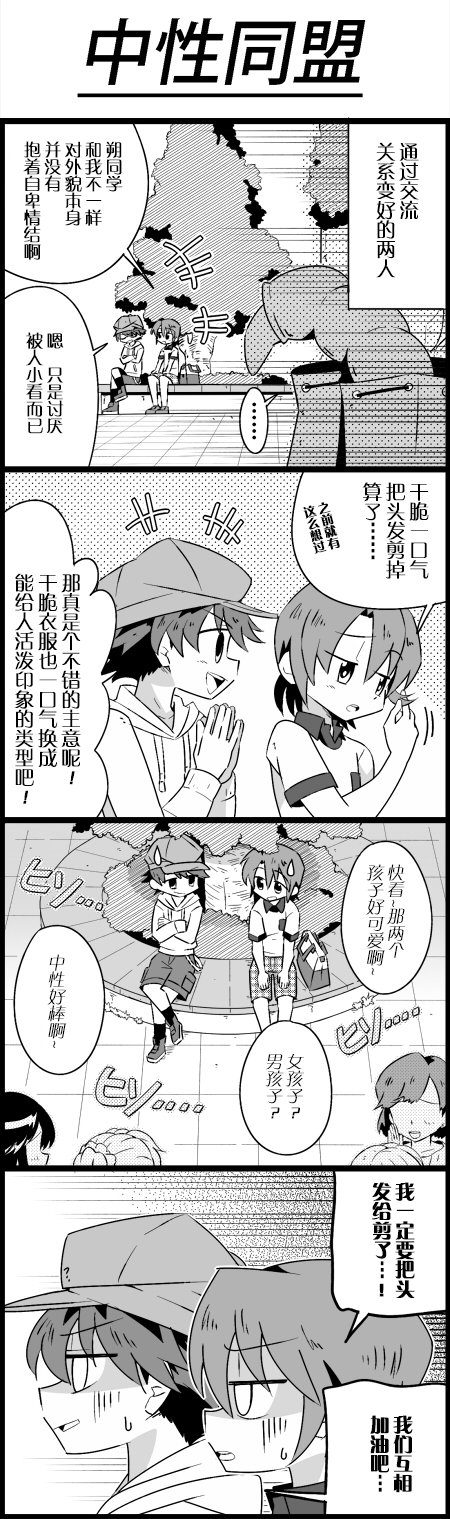 中性同盟
通过交流
关系变好的两人
朔同学
和我不一样
对外貌本身
并没有
抱着自卑情结啊
嗯 只是讨厌
被人小看而已
……
干脆一口气
把头发剪掉
算了……
之前就有
这么想过
那真是个不错的主意呢！
干脆衣服也一口气换成
能给人活泼印象的类型吧！
快看~那两个
孩子好可爱啊~
ヒソ…
中性好棒啊~
ヒソ…
女孩子？
男孩子？
ヒソ…
我一定要把头
发给剪了…！
我们互相
加油吧…